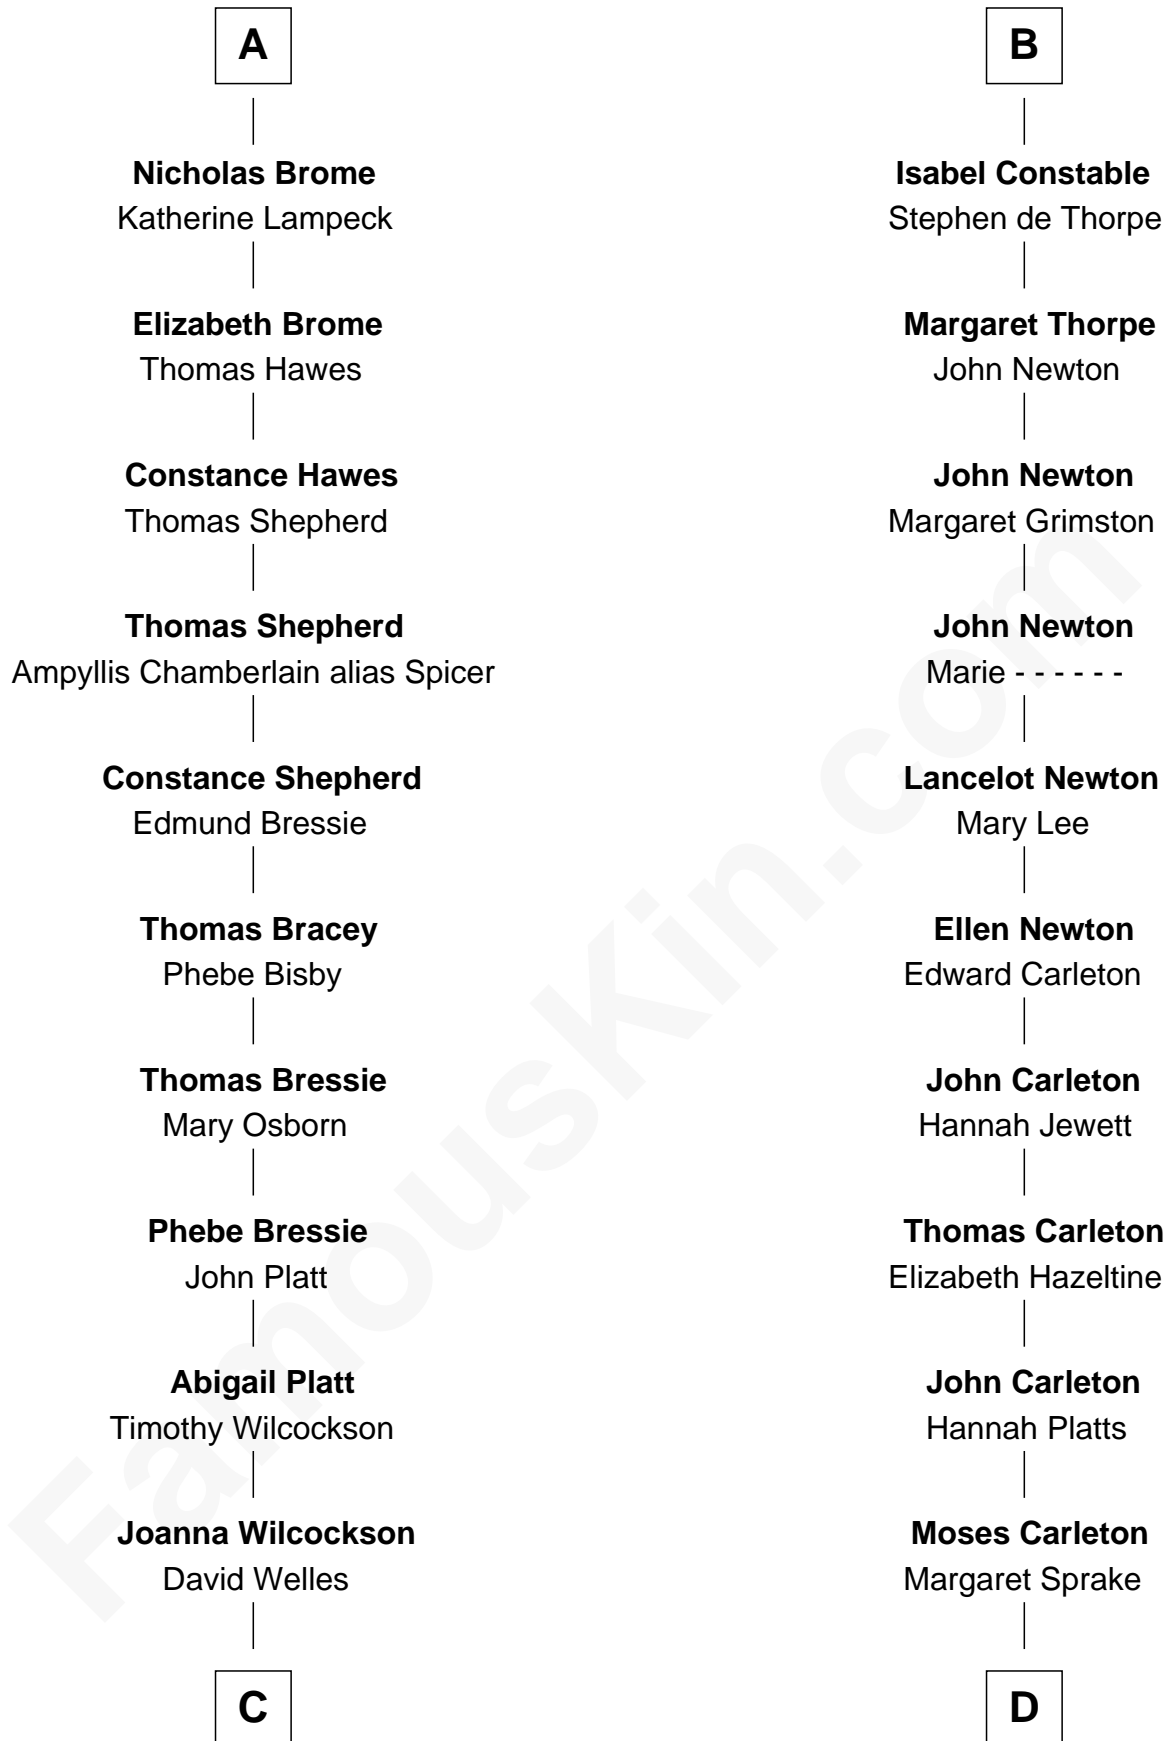 A
Nicholas Brome
Katherine Lampeck
Elizabeth Brome
Thomas Hawes
Constance Hawes
Thomas Shepherd
Thomas Shepherd
Ampyllis Chamberlain alias Spicer
Constance Shepherd
Edmund Bressie
Thomas Bracey
Phebe Bisby
Thomas Bressie
Mary Osborn
Phebe Bressie
John Platt
Abigail Platt
Timothy Wilcockson
Joanna Wilcockson
David Welles
C
B
Isabel Constable
Stephen de Thorpe
Margaret Thorpe
John Newton
John Newton
Margaret Grimston
John Newton
Marie - - - - - -
Lancelot Newton
Mary Lee
Ellen Newton
Edward Carleton
John Carleton
Hannah Jewett
Thomas Carleton
Elizabeth Hazeltine
John Carleton
Hannah Platts
Moses Carleton
Margaret Sprake
D
FamousKin.com